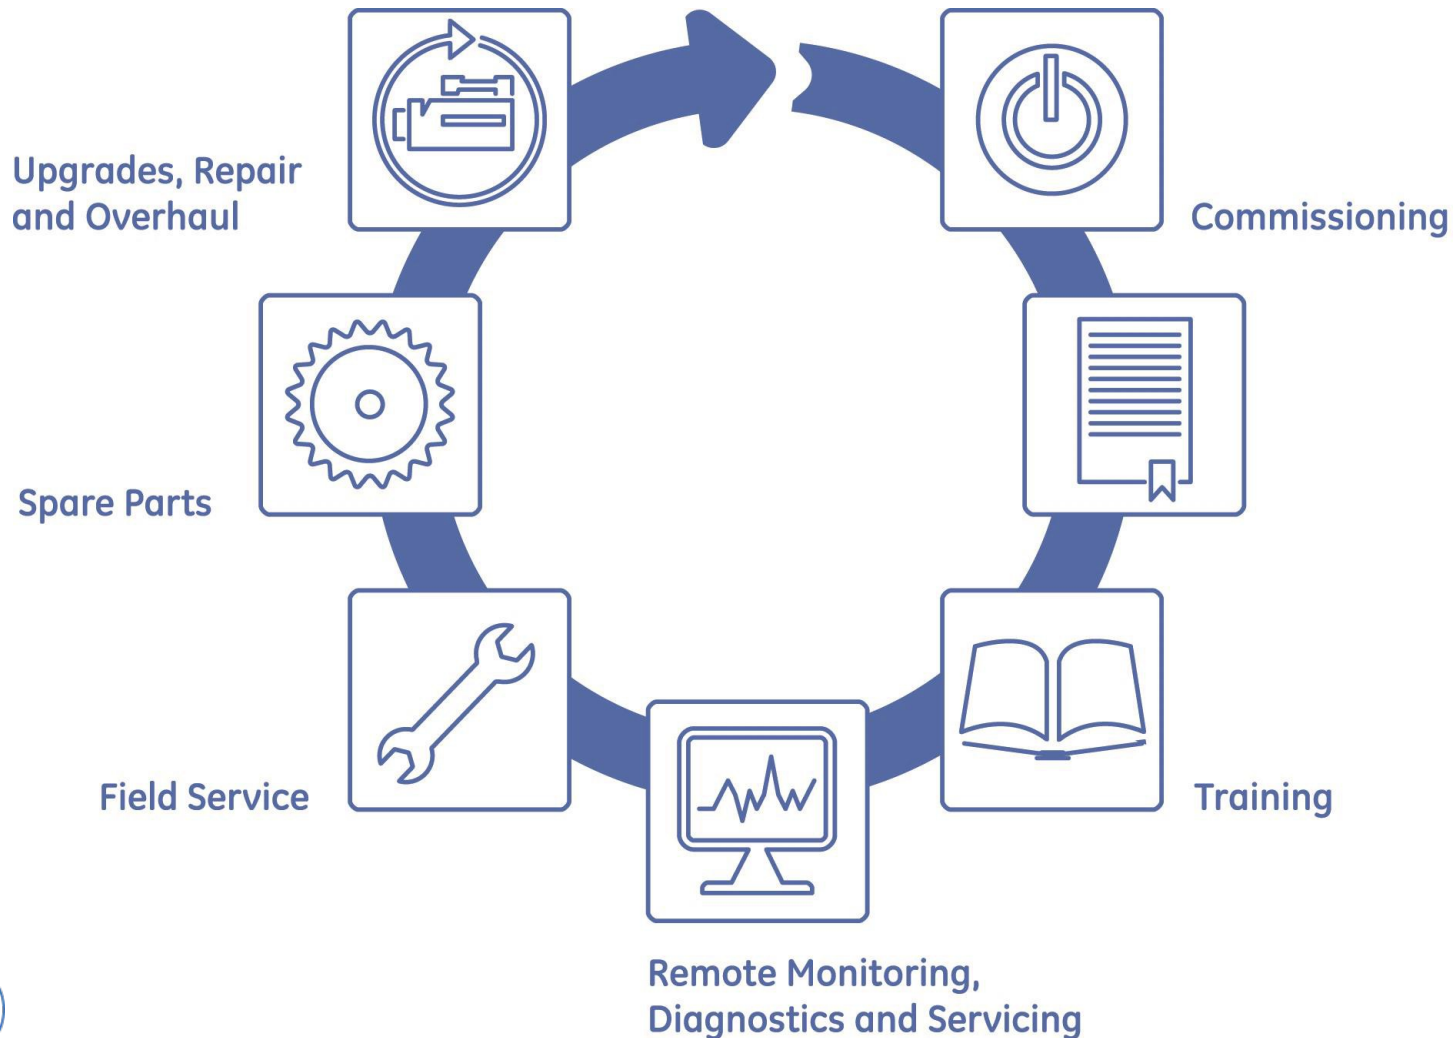 Upgrades, Repair
and Overhaul
Commissioning
Spare Parts
Field Service
Training
Remote Monitoring,
Diagnostics and Servicing